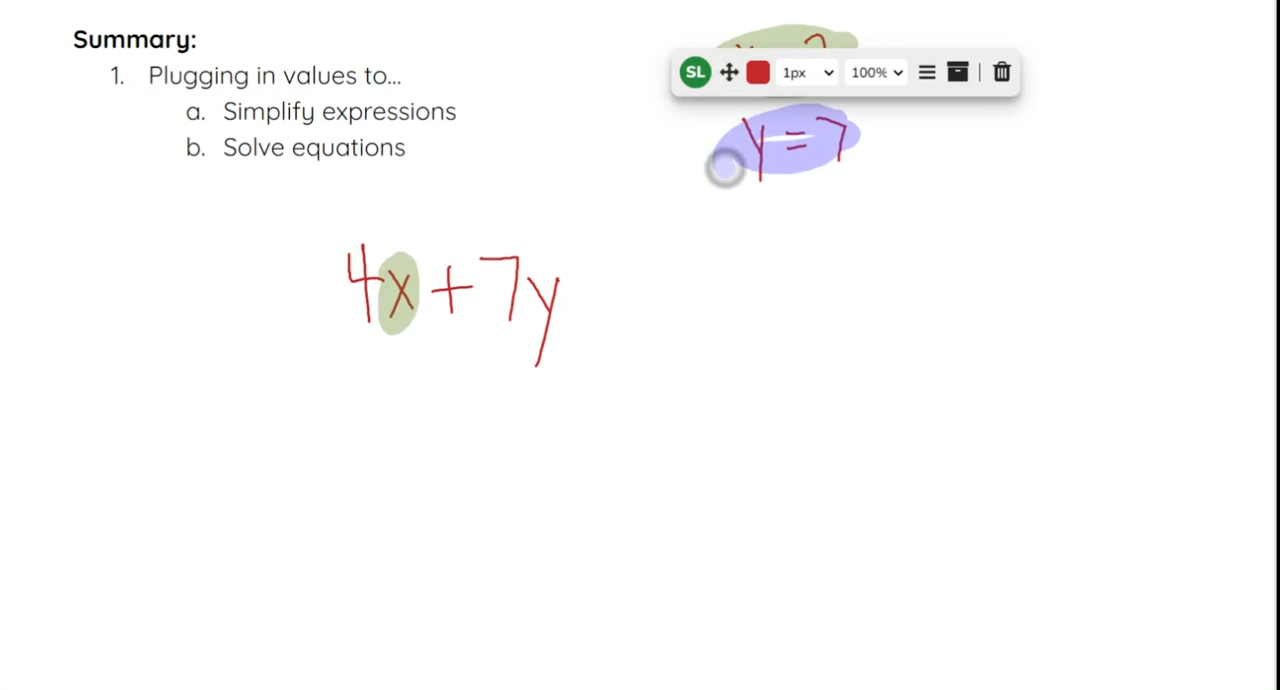 Summary:
1. Plugging in values to...
a. Simplify expressions
b. Solve equations
SL 1px 100%
y = 7
4x + 7y